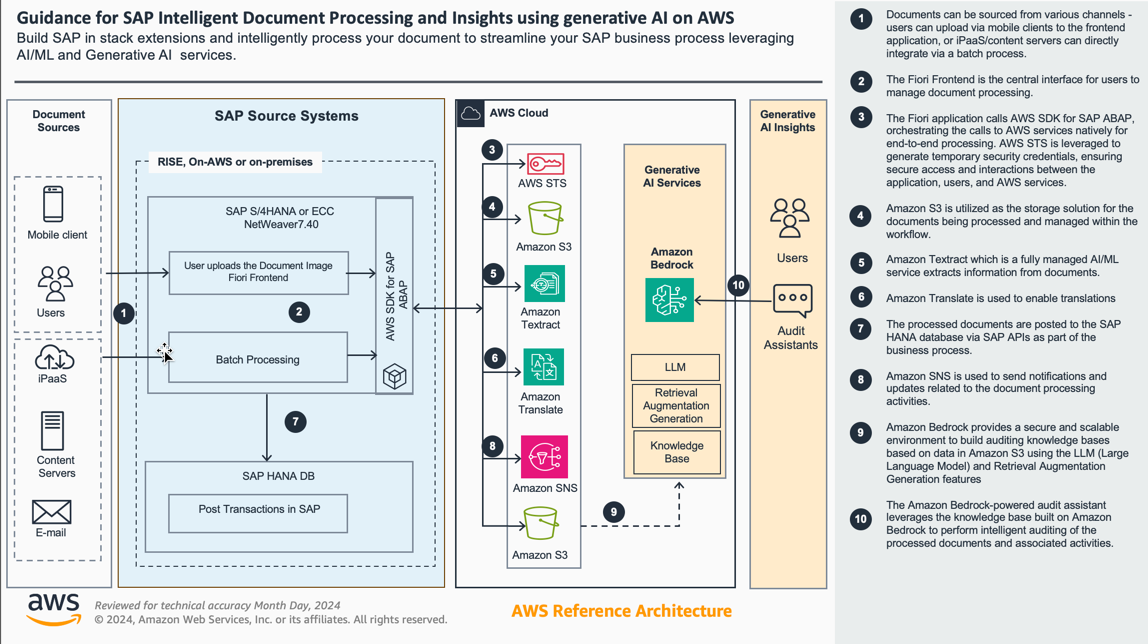 Guidance for SAP Intelligent Document Processing and Insights using generative AI on AWS
Build SAP in stack extensions and intelligently process your document to streamline your SAP business process leveraging
AI/ML and Generative AI services.
Document
Sources
Mobile client
Users
iPaaS
Content
Servers
E-mail
1
SAP Source Systems
RISE, On-AWS or on-premises
SAP S/4HANA or ECC
NetWeaver7.40
User uploads the Document Image
Fiori Frontend
2
Batch Processing
AWS SDK for SAP
ABAP
7
SAP HANA DB
Post Transactions in SAP
AWS Cloud
3
AWS STS
4
Amazon S3
5
Amazon
Textract
6
Amazon
Translate
8
Amazon SNS
Amazon S3
9
Generative
AI Services
Amazon
Bedrock
LLM
Retrieval
Augmentation
Generation
Knowledge
Base
10
Generative
AI Insights
Users
Audit
Assistants
aws
Reviewed for technical accuracy Month Day, 2024
© 2024, Amazon Web Services, Inc. or its affiliates. All rights reserved.
AWS Reference Architecture
1
Documents can be sourced from various channels -
users can upload via mobile clients to the frontend
application, or iPaaS/content servers can directly
integrate via a batch process.
2
The Fiori Frontend is the central interface for users to
manage document processing.
3
The Fiori application calls AWS SDK for SAP ABAP,
orchestrating the calls to AWS services natively for
end-to-end processing. AWS STS is leveraged to
generate temporary security credentials, ensuring
secure access and interactions between the
application, users, and AWS services.
4
Amazon S3 is utilized as the storage solution for the
documents being processed and managed within the
workflow.
5
Amazon Textract which is a fully managed AI/ML
service extracts information from documents.
6
Amazon Translate is used to enable translations
7
The processed documents are posted to the SAP
HANA database via SAP APIs as part of the
business process.
8
Amazon SNS is used to send notifications and
updates related to the document processing
activities.
9
Amazon Bedrock provides a secure and scalable
environment to build auditing knowledge bases
based on data in Amazon S3 using the LLM (Large
Language Model) and Retrieval Augmentation
Generation features
10
The Amazon Bedrock-powered audit assistant
leverages the knowledge base built on Amazon
Bedrock to perform intelligent auditing of the
processed documents and associated activities.